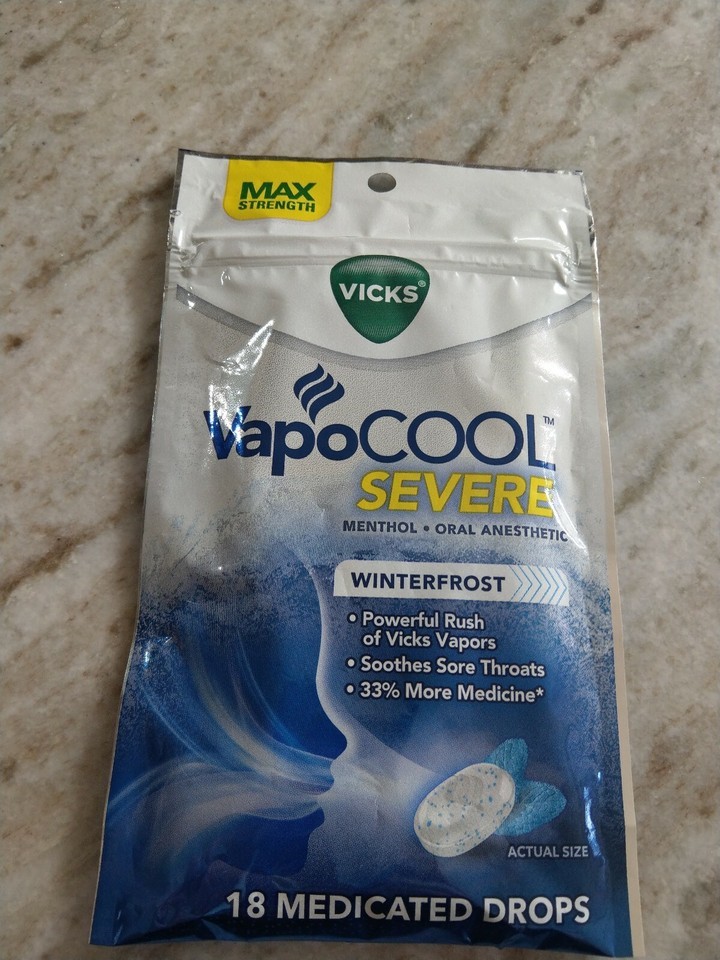 MAX
STRENGTH
VICKS®
VapoCOOL™
SEVERE
MENTHOL • ORAL ANESTHETIC
WINTERFROST
• Powerful Rush
of Vicks Vapors
• Soothes Sore Throats
• 33% More Medicine*
ACTUAL SIZE
18 MEDICATED DROPS